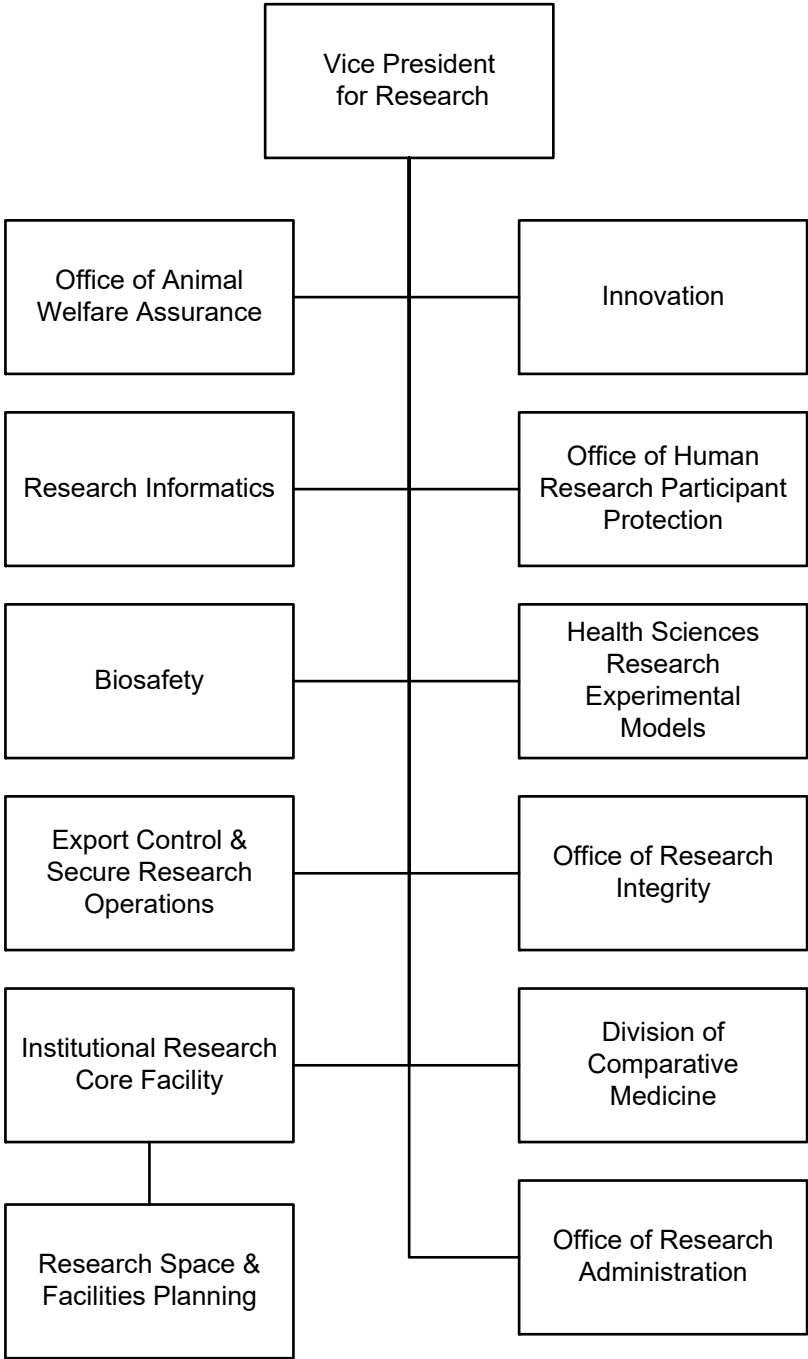 Vice President
for Research
Office of Animal
Welfare Assurance
Innovation
Research Informatics
Office of Human
Research Participant
Protection
Biosafety
Health Sciences
Research
Experimental
Models
Export Control &
Secure Research
Operations
Office of Research
Integrity
Institutional Research
Core Facility
Division of
Comparative
Medicine
Research Space &
Facilities Planning
Office of Research
Administration